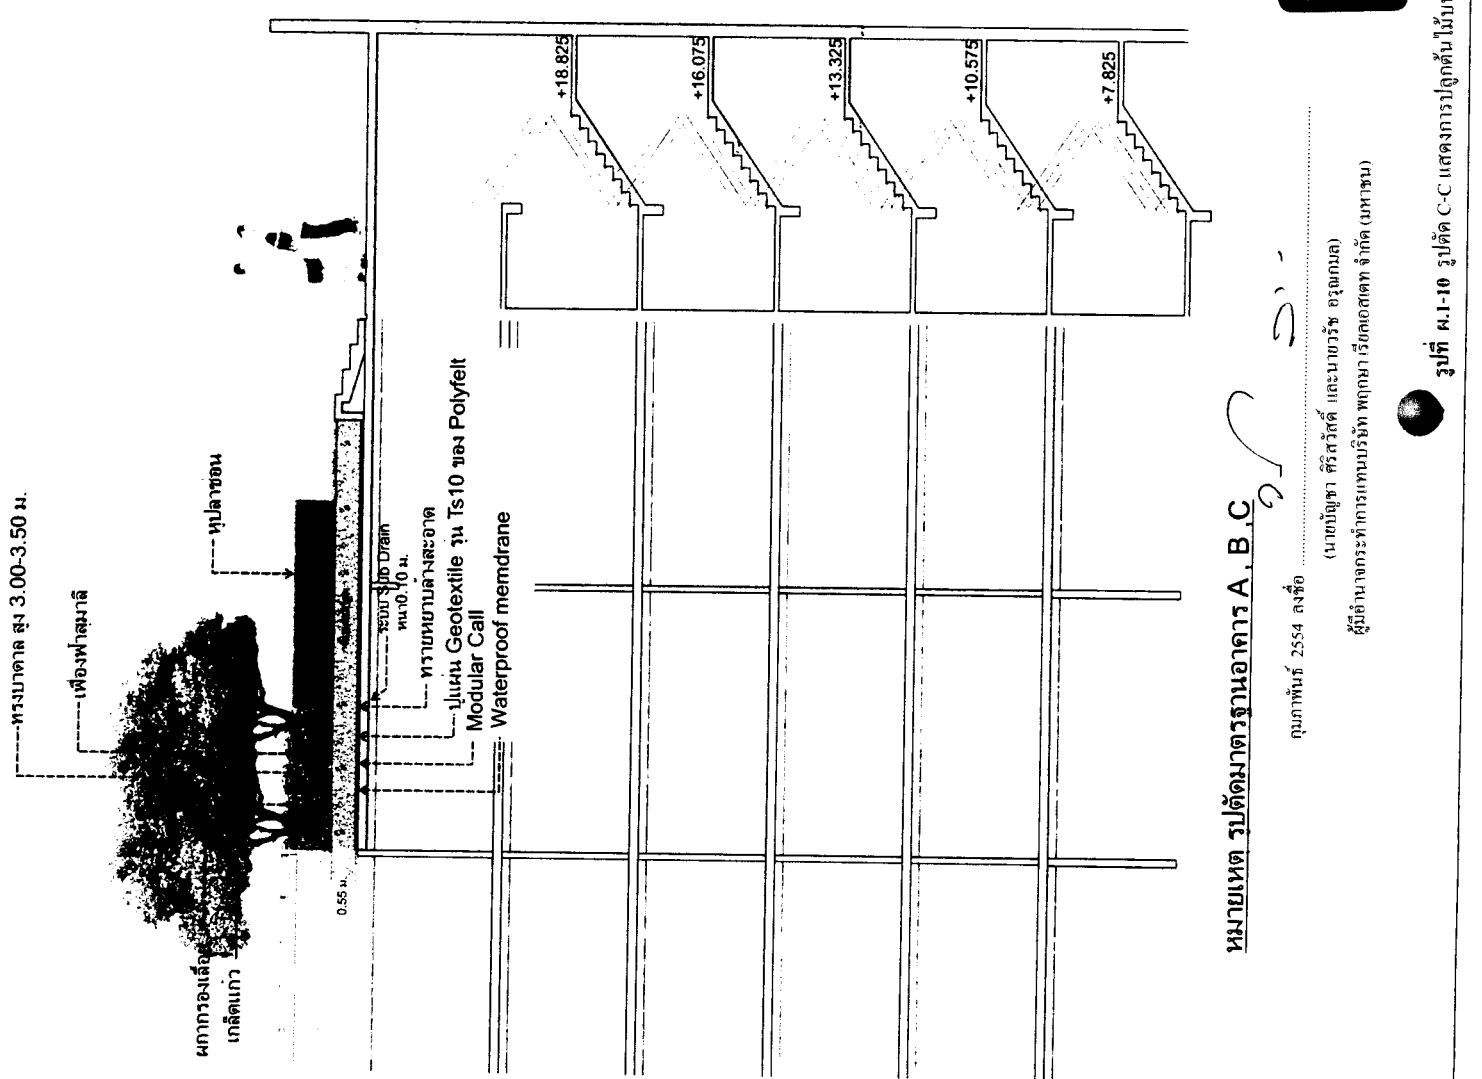 ทรงบาดาล สูง 3.00-3.50 ม.
เฟื่องฟ้าสุมาลี
หูปลาช่อน
ผกากรองเลื้อย
เกล็ดแก้ว
0.55 ม.
ระบบ Sub Drain
หนา0.10 ม.
ทรายหยาบล้างสะอาด
ปูแผ่น Geotextile รุ่น Ts10 ของ Polyfelt
Modular Call
Waterproof memdrane
+18.825
+16.075
+13.325
+10.575
+7.825
หมายเหตุ รูปตัดมาตรฐานอาคาร A, B ,C
กุมภาพันธ์ 2554 ลงชื่อ
(นายบัญชา ศิริสวัสดิ์ และนายวรัช อรุณกมล)
ผู้มีอำนาจกระทำการแทนบริษัท พฤกษา เรียลเอสเตท จำกัด (มหาชน)
รูปที่ ผ.1-10 รูปตัด C-C แสดงการปลูกต้นไม้บน